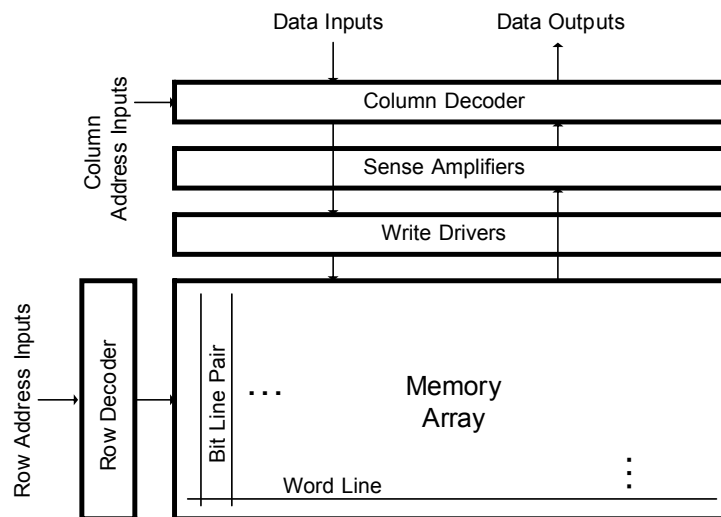 Data Inputs
Data Outputs
Column
Address Inputs
Column Decoder
Sense Amplifiers
Write Drivers
Row Address Inputs
Row Decoder
Bit Line Pair
...
Memory
Array
Word Line